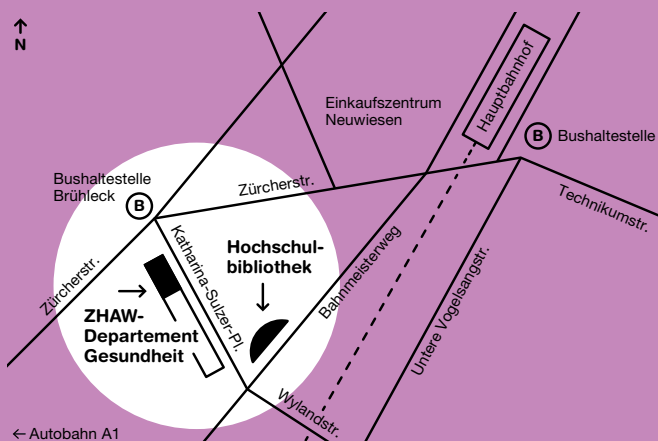 N
Hauptbahnhof
Einkaufszentrum
Neuwiesen
B
Bushaltestelle
Bushaltestelle
Brühleck
B
Zürcherstr.
Technikumstr.
Zürcherstr.
Katharina-Sulzer-Pl.
Hochschul-
bibliothek
Bahnmeisterweg
Untere Vogelsangstr.
ZHAW-
Departement
Gesundheit
Wylandstr.
← Autobahn A1